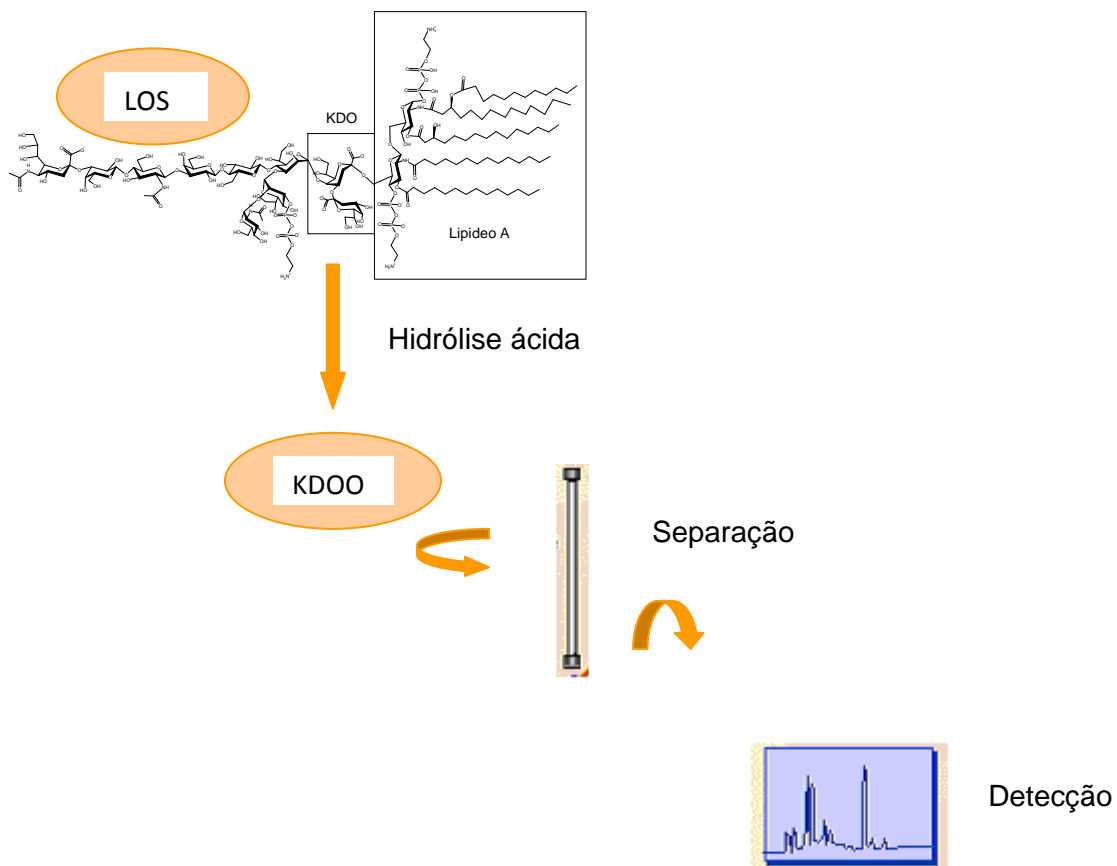 LOS
KDO
Lipideo A
Hidrólise ácida
KDOO
Separação
Detecção